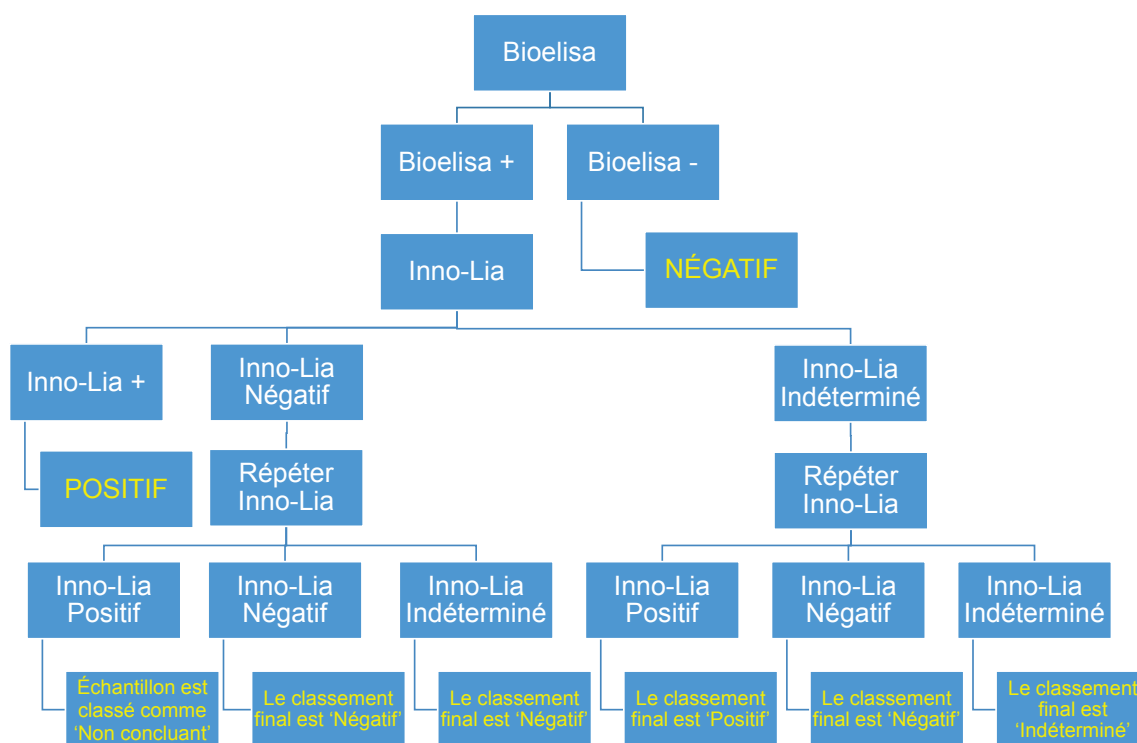 Bioelisa
Bioelisa +
Bioelisa -
Inno-Lia
NÉGATIF
Inno-Lia +
Inno-Lia
Négatif
Inno-Lia
Indéterminé
POSITIF
Répéter
Inno-Lia
Répéter
Inno-Lia
Inno-Lia
Positif
Inno-Lia
Négatif
Inno-Lia
Indéterminé
Inno-Lia
Positif
Inno-Lia
Négatif
Inno-Lia
Indéterminé
Échantillon est
classé comme
'Non concluant'
Le classement
final est 'Négatif'
Le classement
final est 'Négatif'
Le classement
final est 'Positif'
Le classement
final est 'Négatif'
Le classement
final est
'Indéterminé'